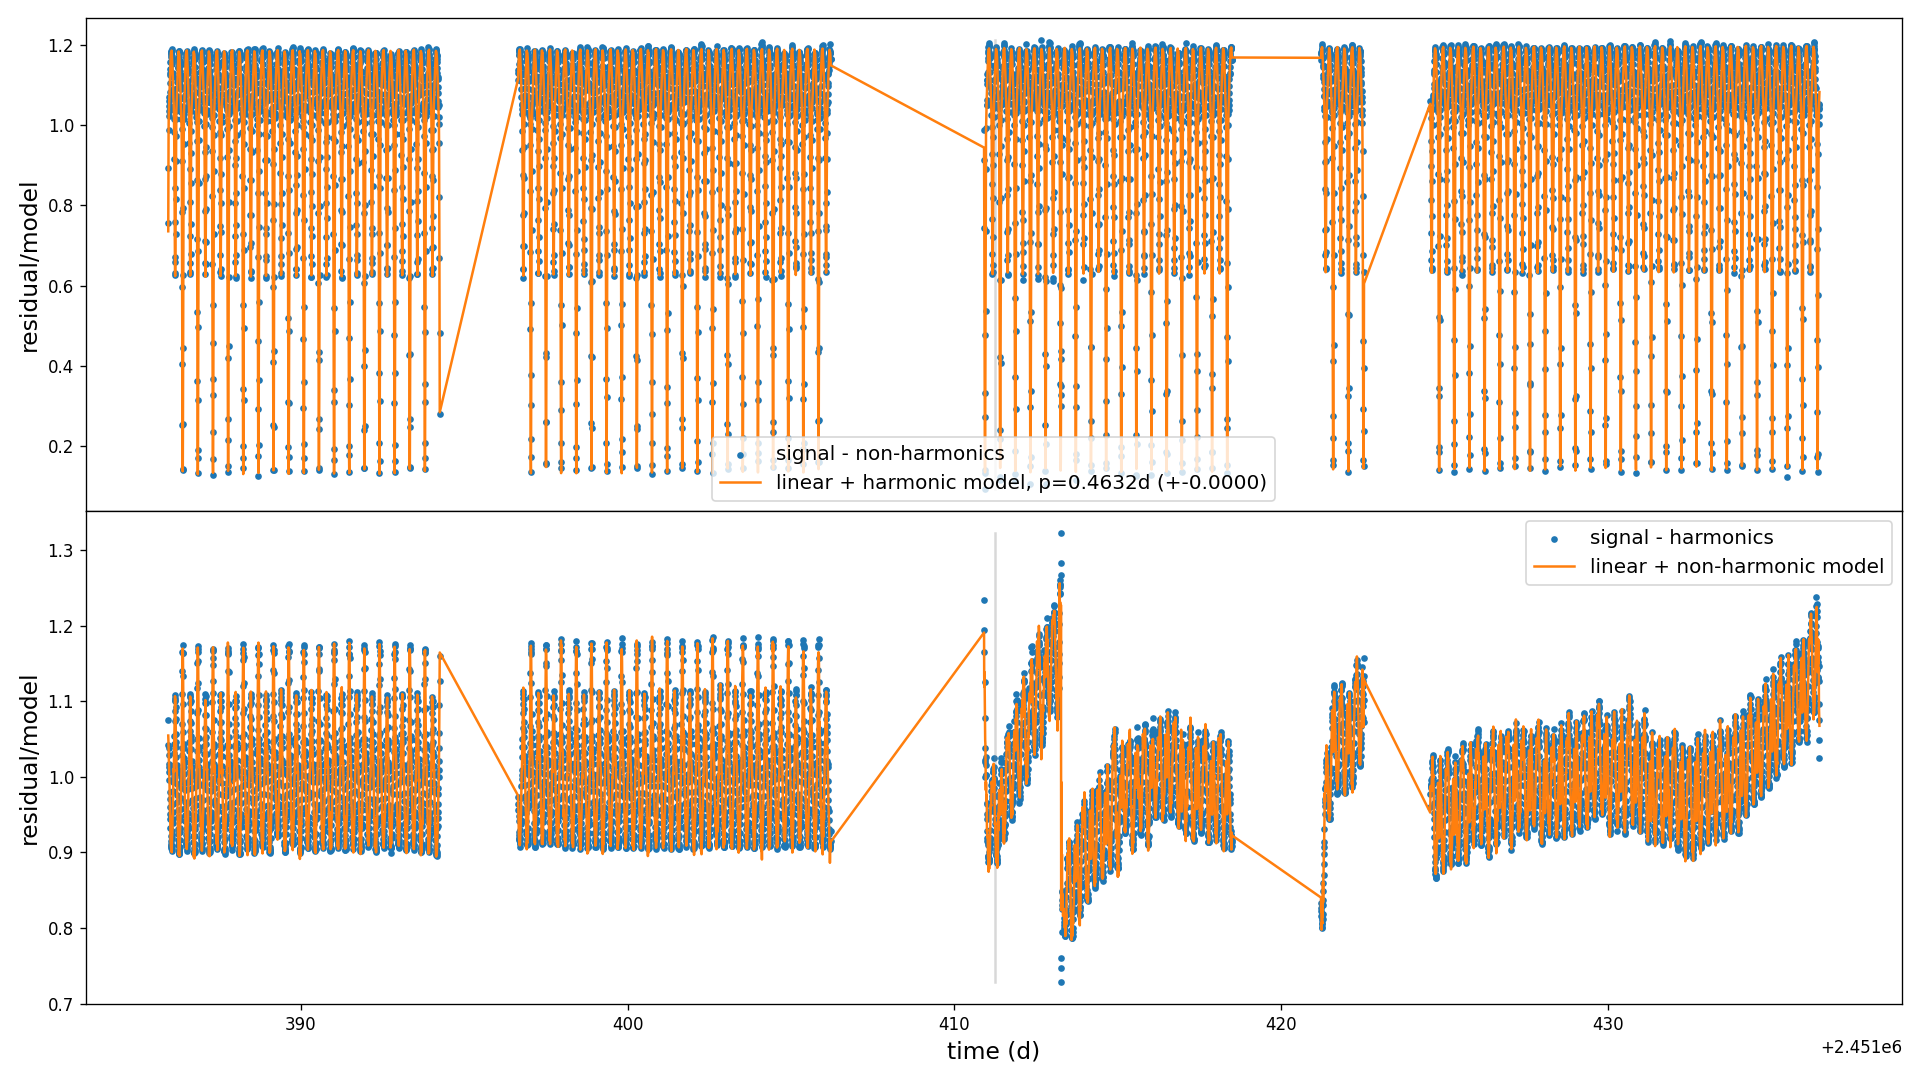 1.2
1.0
0.8
0.6
0.4
0.2
residual/model
signal - non-harmonics
linear + harmonic model, p=0.4632d (+-0.0000)
1.3
1.2
1.1
1.0
0.9
0.8
0.7
residual/model
signal - harmonics
linear + non-harmonic model
390
400
410
420
430
time (d)
+2.451e6